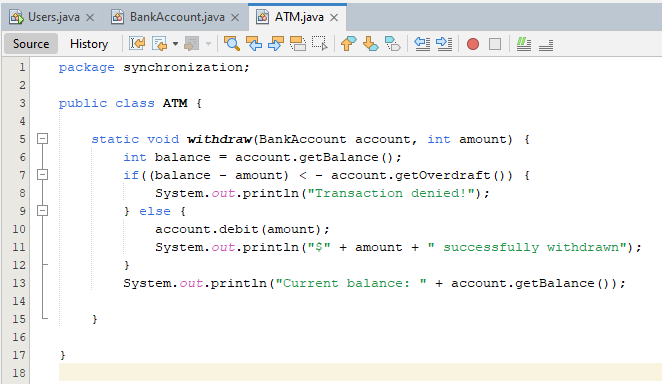 Users.java BankAccount.java ATM.java
Source History
1 package synchronization;
2
3 public class ATM {
4
5 static void withdraw(BankAccount account, int amount) {
6 int balance = account.getBalance();
7 if((balance - amount) < - account.getOverdraft()) {
8 System.out.println("Transaction denied!");
9 } else {
10 account.debit(amount);
11 System.out.println("$" + amount + " successfully withdrawn");
12 }
13 System.out.println("Current balance: " + account.getBalance());
14
15 }
16
17 }
18